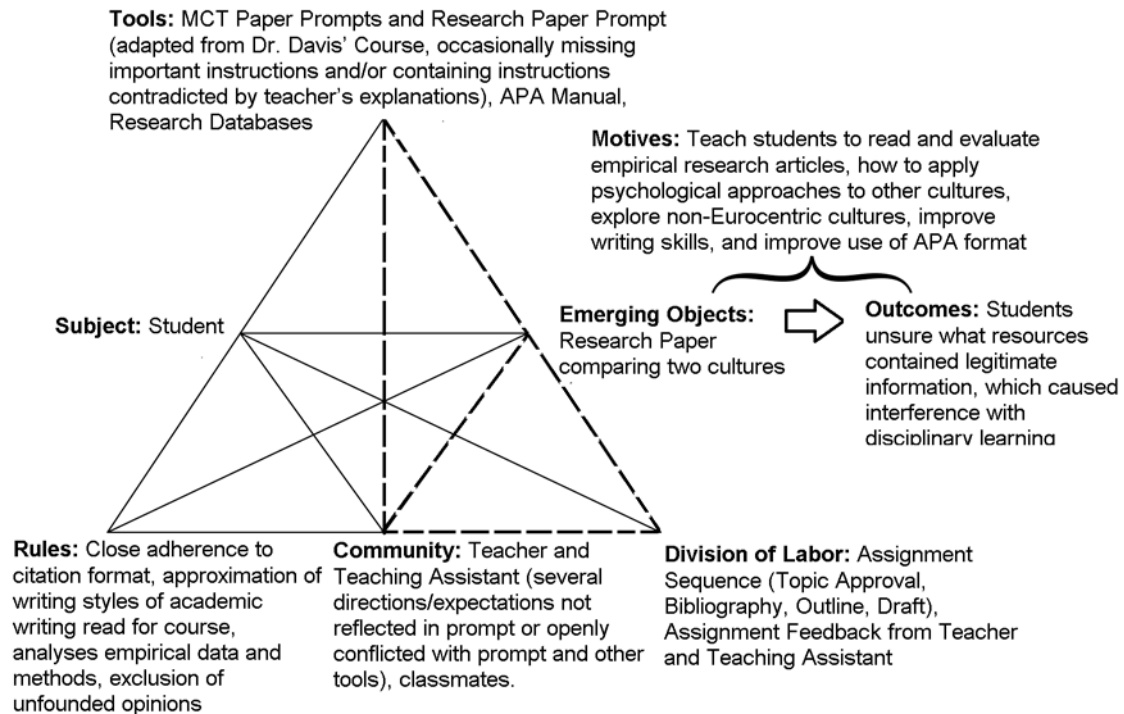 Tools: MCT Paper Prompts and Research Paper Prompt
(adapted from Dr. Davis’ Course, occasionally missing
important instructions and/or containing instructions
contradicted by teacher’s explanations), APA Manual,
Research Databases
Motives: Teach students to read and evaluate
empirical research articles, how to apply
psychological approaches to other cultures,
explore non-Eurocentric cultures, improve
writing skills, and improve use of APA format
Subject: Student
Emerging Objects:
Research Paper
comparing two cultures
Outcomes: Students
unsure what resources
contained legitimate
information, which caused
interference with
disciplinary learning
Rules: Close adherence to
citation format, approximation of
writing styles of academic
writing read for course,
analyses empirical data and
methods, exclusion of
unfounded opinions
Community: Teacher and
Teaching Assistant (several
directions/expectations not
reflected in prompt or openly
conflicted with prompt and other
tools), classmates.
Division of Labor: Assignment
Sequence (Topic Approval,
Bibliography, Outline, Draft),
Assignment Feedback from Teacher
and Teaching Assistant